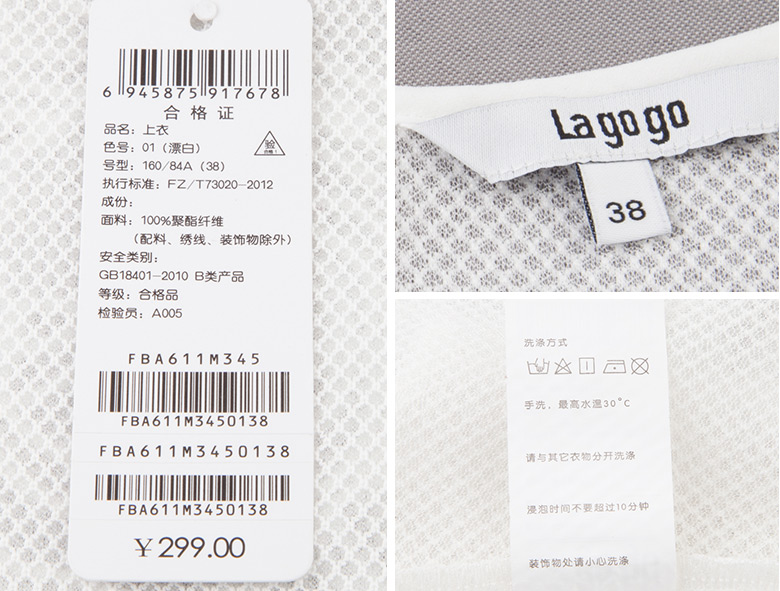 6 945875 917678
合格证
品名：上衣
色号：01（漂白）
验
合格！
号型：160/84A（38）
执行标准：FZ/T73020-2012
成份：
面料：100%聚酯纤维
（配料、绣线、装饰物除外）
安全类别：
GB18401-2010 B类产品
等级：合格品
检验员：A005
FBA611M345
FBA611M3450138
FBA611M3450138
FBA611M3450138
￥299.00
Lagogo
38
洗涤方式
手洗，最高水温30°C
请与其它衣物分开洗涤
浸泡时间不要超过10分钟
装饰物处请小心洗涤